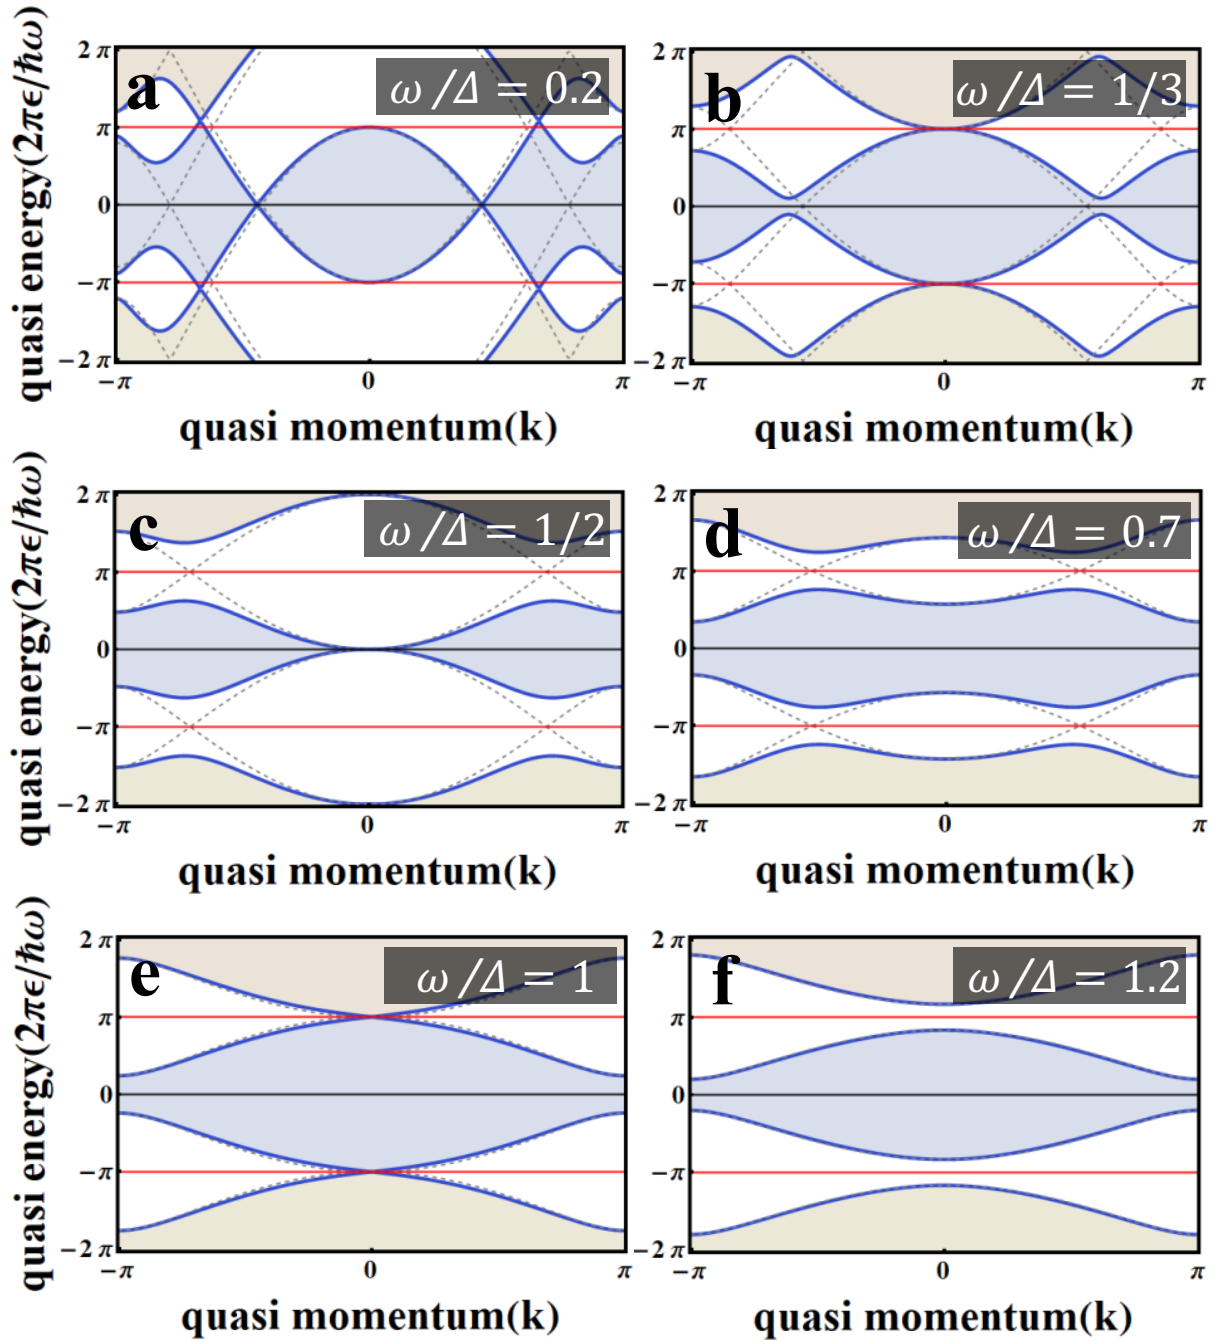 quasi energy(2πϵ/ħω)
2 π
π
0
−π
−2 π
a
ω/Δ = 0.2
−π
0
π
quasi momentum(k)
2 π
π
0
−π
−2 π
b
ω/Δ = 1/3
−π
0
π
quasi momentum(k)
quasi energy(2πϵ/ħω)
2 π
π
0
−π
−2 π
c
ω/Δ = 1/2
−π
0
π
quasi momentum(k)
2 π
π
0
−π
−2 π
d
ω/Δ = 0.7
−π
0
π
quasi momentum(k)
quasi energy(2πϵ/ħω)
2 π
π
0
−π
−2 π
e
ω/Δ = 1
−π
0
π
quasi momentum(k)
2 π
π
0
−π
−2 π
f
ω/Δ = 1.2
−π
0
π
quasi momentum(k)